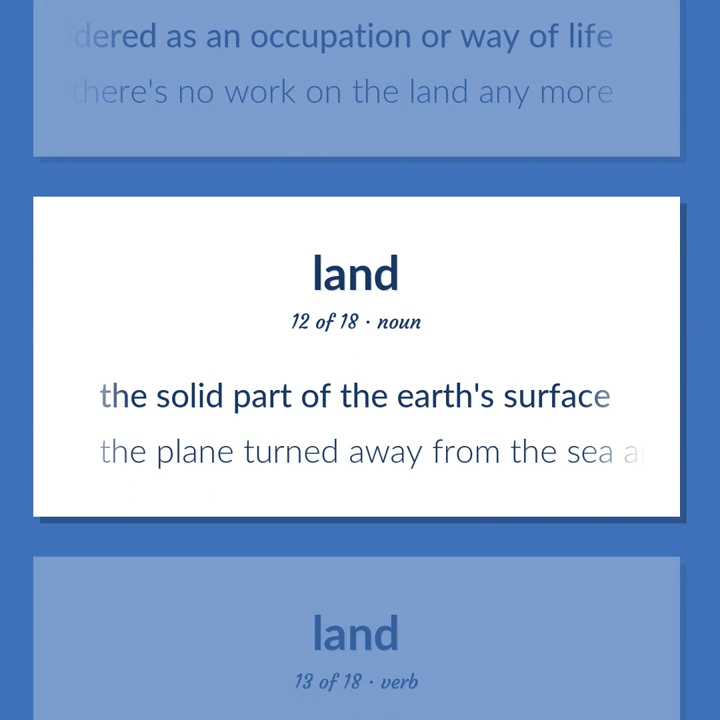 dered as an occupation or way of life
there's no work on the land any more
land
12 of 18 · noun
the solid part of the earth's surface
the plane turned away from the sea a
land
13 of 18 · verb